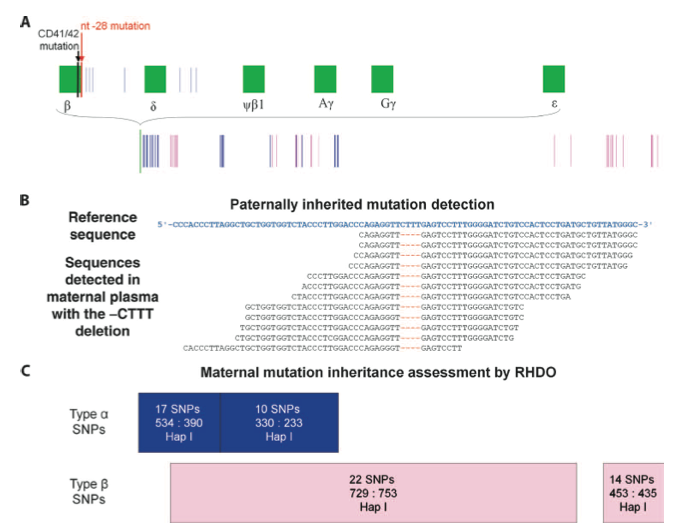 A
nt -28 mutation
CD41/42
mutation
β
δ
ψβ1
Aγ
Gγ
ε
B
Paternally inherited mutation detection
Reference
sequence
5'-CCCACCCTTAGGCTGCTGGTGGTCTACCCTTGGACCCAGAGGTTCTTTGAGTCCTTTGGGGATCTGTCCACTCCTGATGCTGTTATGGGC-3'
CAGAGGTT----GAGTCCTTTGGGGATCTGTCCACTCCTGATGCTGTTATGGGC
CAGAGGTT----GAGTCCTTTGGGGATCTGTCCACTCCTGATGCTGTTATGGGC
CCAGAGGTT----GAGTCCTTTGGGGATCTGTCCACTCCTGATGCTGTTATGGG
CCCAGAGGTT----GAGTCCTTTGGGGATCTGTCCACTCCTGATGCTGTTATGG
Sequences
detected in
maternal plasma
with the –CTTT
deletion
CCCTTGGACCCAGAGGTT----GAGTCCTTTGGGGATCTGTCCACTCCTGATGC
ACCCTTGGACCCAGAGGTT----GAGTCCTTTGGGGATCTGTCCACTCCTGATG
CTACCCTTGGACCCAGAGGTT----GAGTCCTTTGGGGATCTGTCCACTCCTGA
GCTGGTGGTCTACCCTTGGACCCAGAGGTT----GAGTCCTTTGGGGATCTGTC
GCTGGTGGTCTACCCTTGGACCCAGAGGTT----GAGTCCTTTGGGGATCTGTC
TGCTGGTGGTCTACCCTTGGACCCAGAGGTT----GAGTCCTTTGGGGATCTGT
CTGCTGGTGGTCTACCCTCGGACCCAGAGGTT----GAGTCCTTTGGGGATCTG
CACCCTTAGGCTGCTGGTGGTCTACCCTTGGACCCAGAGGGT----GAGTCCTT
C
Maternal mutation inheritance assessment by RHDO
Type α
SNPs
17 SNPs
534 : 390
Hap I
10 SNPs
330 : 233
Hap I
Type β
SNPs
22 SNPs
729 : 753
Hap I
14 SNPs
453 : 435
Hap I